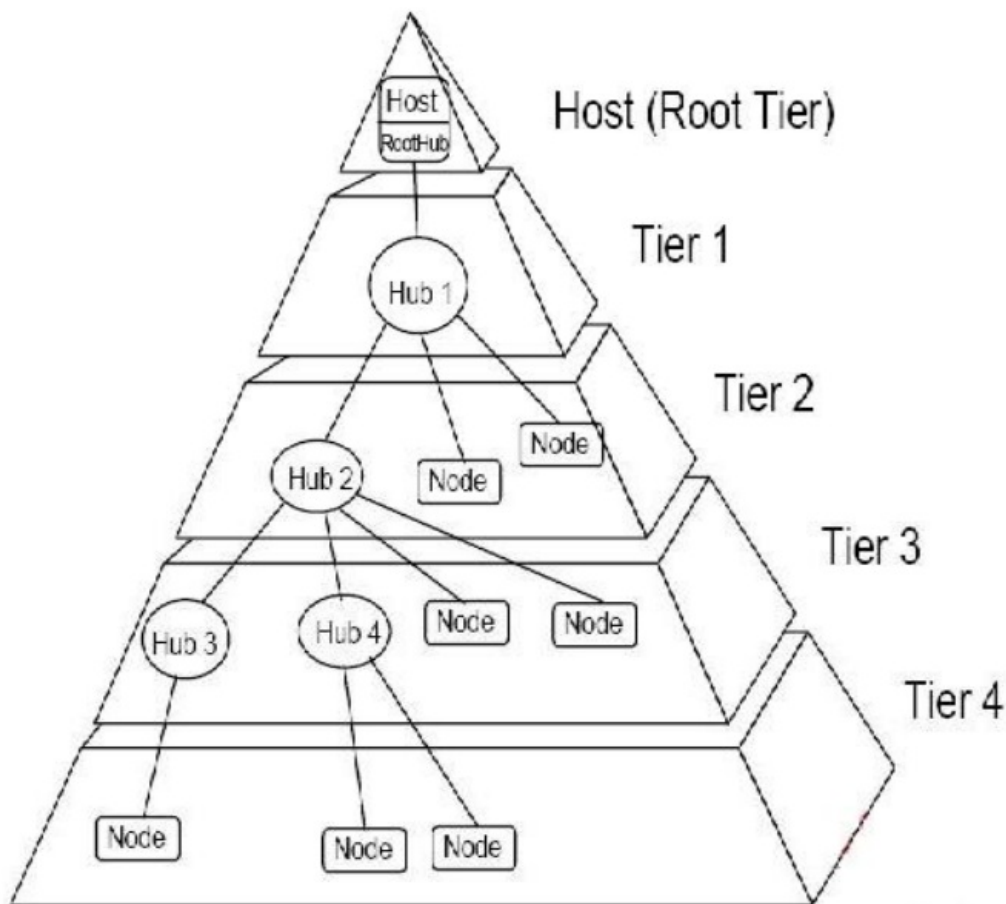 Host
RootHub
Host (Root Tier)
Hub 1
Tier 1
Tier 2
Hub 2
Node
Node
Tier 3
Hub 3
Hub 4
Node
Node
Tier 4
Node
Node
Node